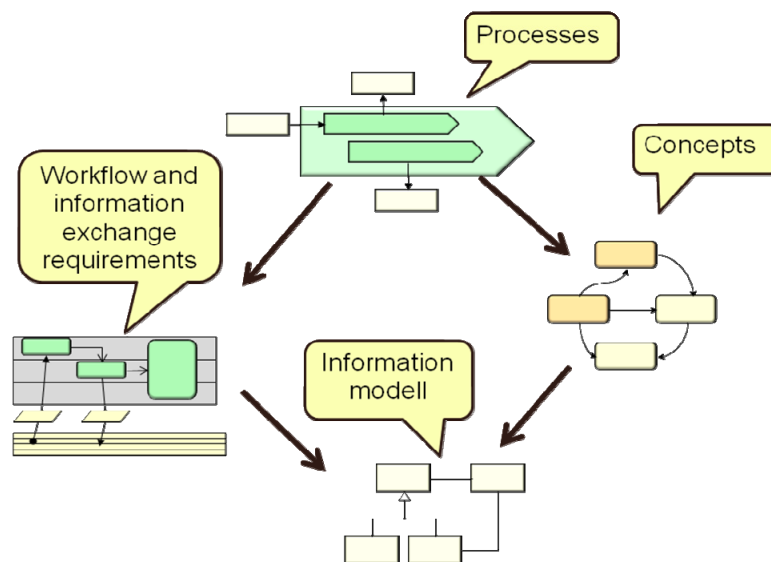 Processes
Concepts
Workflow and
information
exchange
requirements
Information
modell